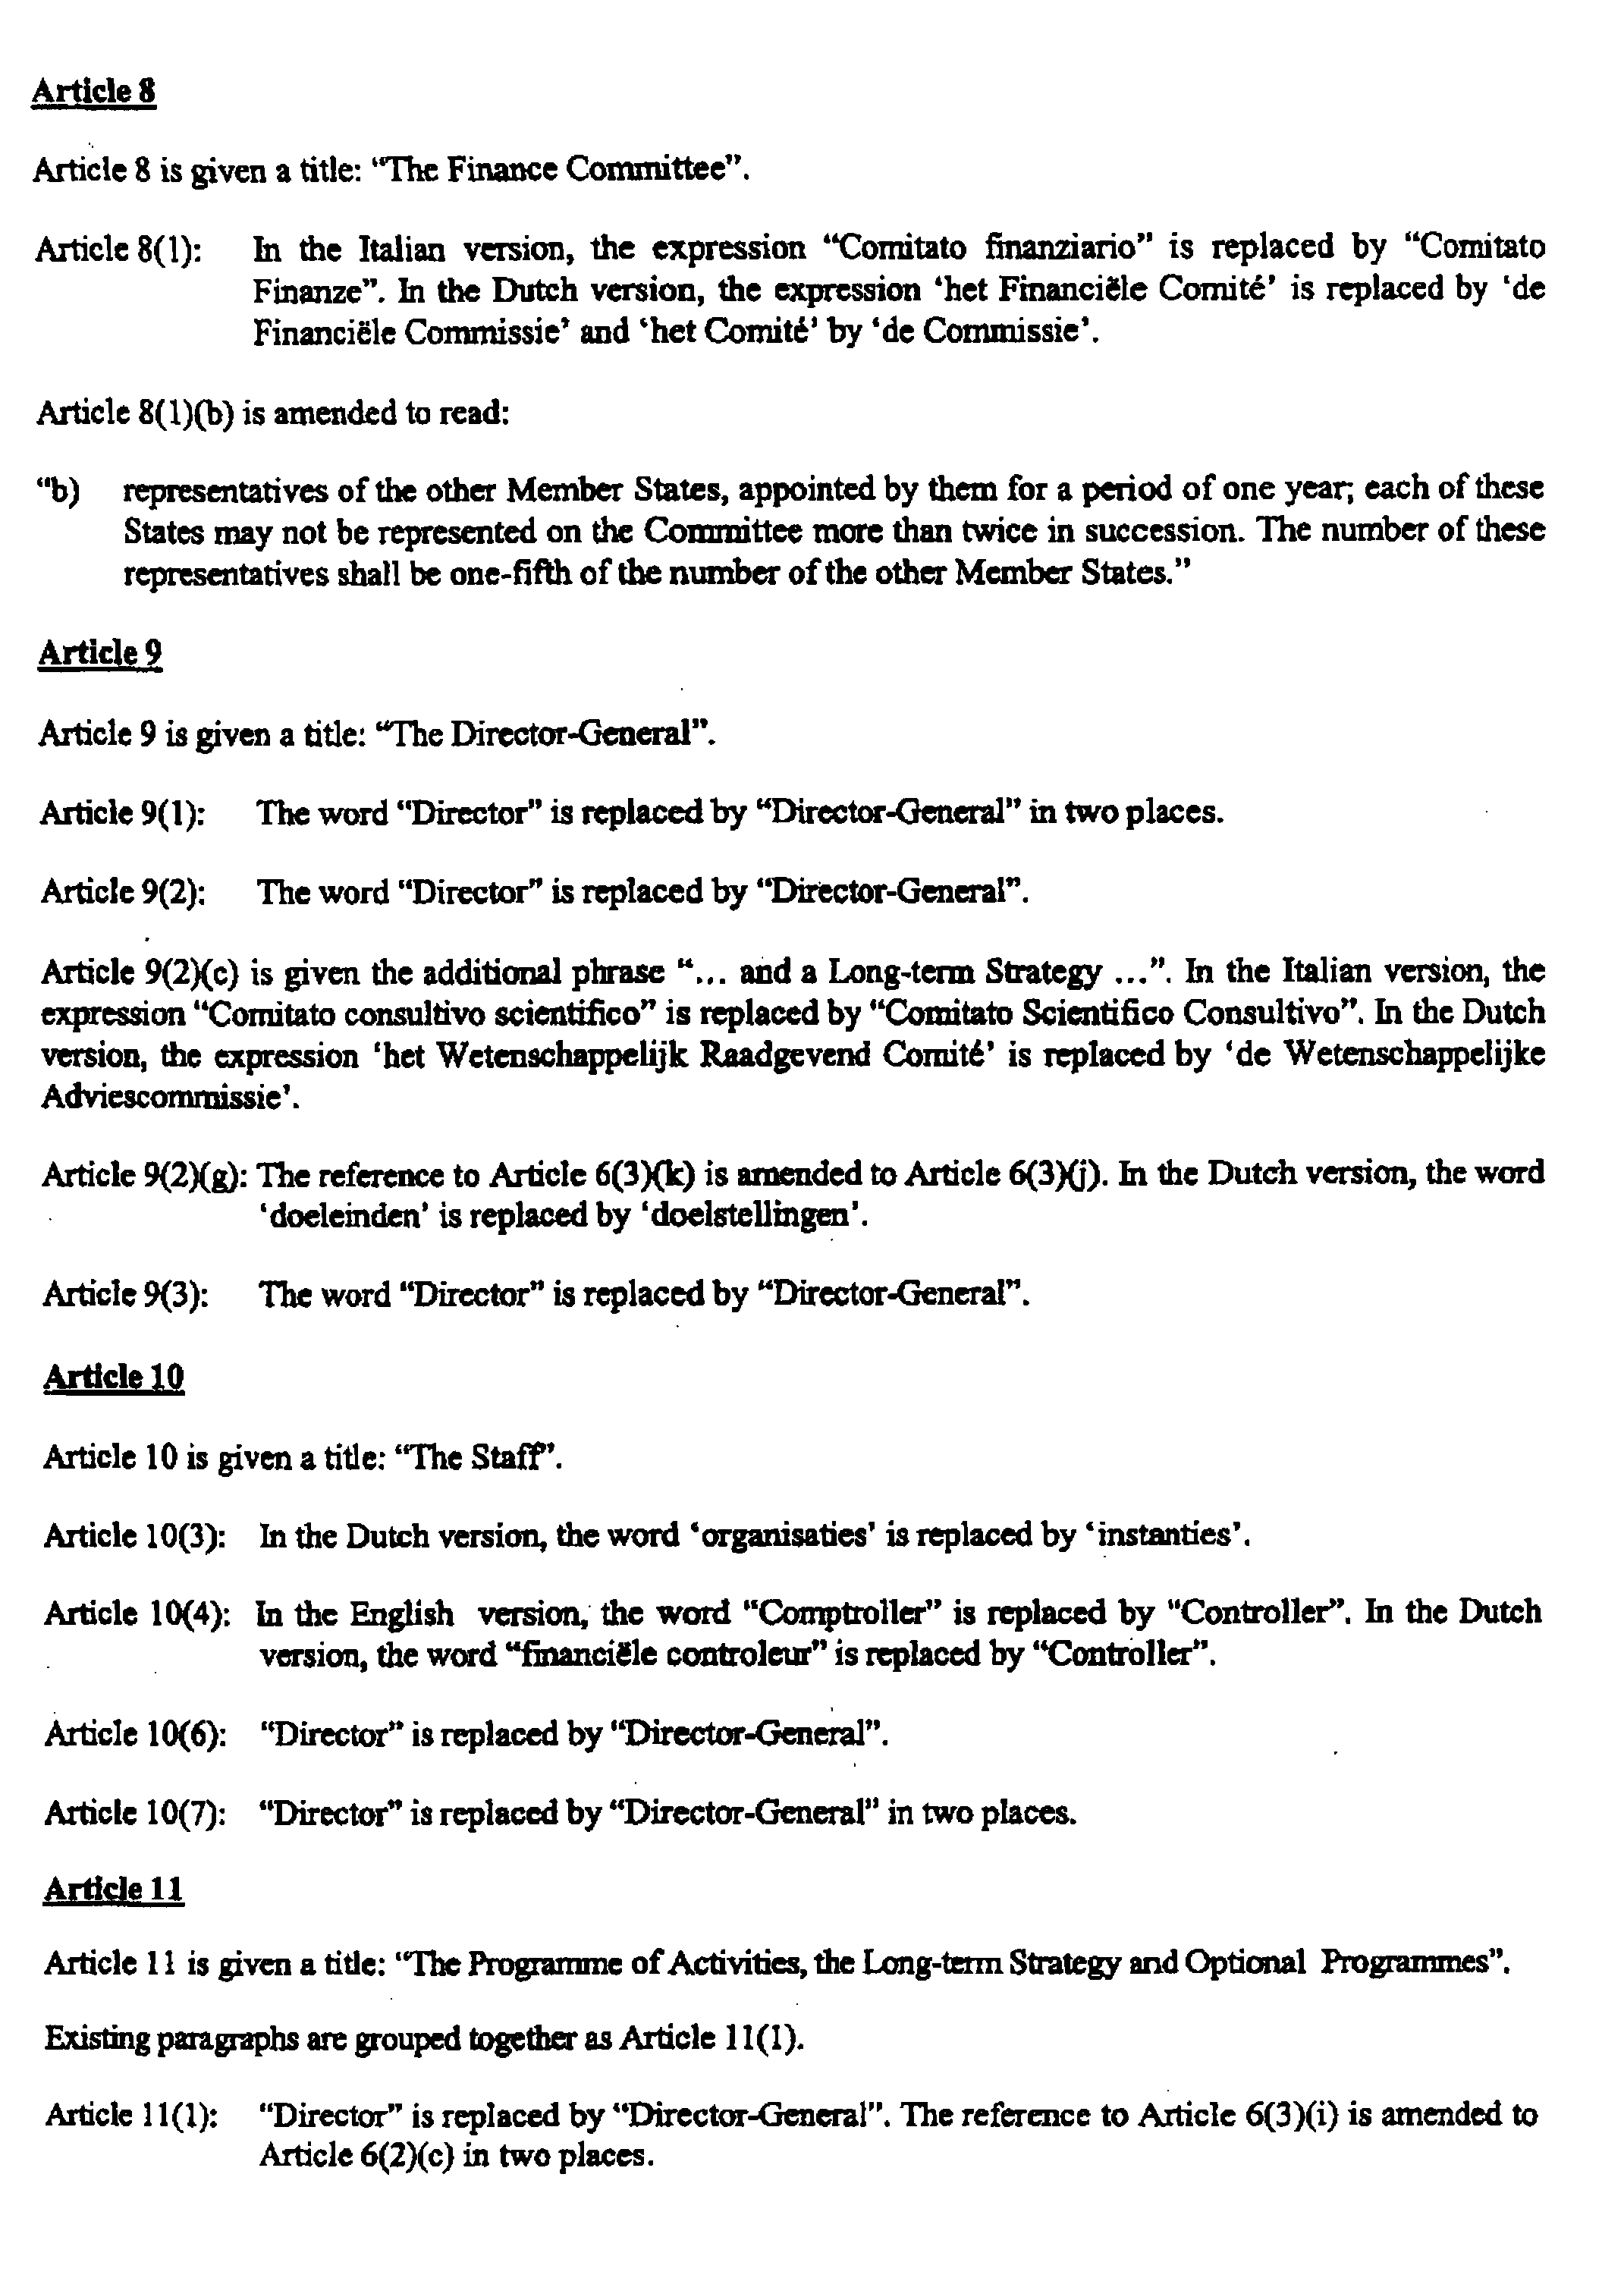 Article 8
Article 8 is given a title: “The Finance Committee”.
Article 8(1): In the Italian version, the expression “Comitato finanziario” is replaced by “Comitato
Finanze”. In the Dutch version, the expression ‘het Financiële Comité’ is replaced by ‘de
Financiële Commissie’ and ‘het Comité’ by ‘de Commissie’.
Article 8(1)(b) is amended to read:
“b) representatives of the other Member States, appointed by them for a period of one year; each of these
States may not be represented on the Committee more than twice in succession. The number of these
representatives shall be one-fifth of the number of the other Member States.”
Article 9
Article 9 is given a title: “The Director-General”.
Article 9(1): The word “Director” is replaced by “Director-General” in two places.
Article 9(2): The word “Director” is replaced by “Director-General”.
Article 9(2)(c) is given the additional phrase “... and a Long-term Strategy ...”. In the Italian version, the
expression “Comitato consultivo scientifico” is replaced by “Comitato Scientifico Consultivo”. In the Dutch
version, the expression ‘het Wetenschappelijk Raadgevend Comité’ is replaced by ‘de Wetenschappelijke
Adviescommissie’.
Article 9(2)(g): The reference to Article 6(3)(k) is amended to Article 6(3)(j). In the Dutch version, the word
‘doeleinden’ is replaced by ‘doelstellingen’.
Article 9(3): The word “Director” is replaced by “Director-General”.
Article 10
Article 10 is given a title: “The Staff”.
Article 10(3): In the Dutch version, the word ‘organisaties’ is replaced by ‘instanties’.
Article 10(4): In the English version, the word “Comptroller” is replaced by “Controller”. In the Dutch
version, the word “financiële controleur” is replaced by “Controller”.
Article 10(6): “Director” is replaced by “Director-General”.
Article 10(7): “Director” is replaced by “Director-General” in two places.
Article 11
Article 11 is given a title: “The Programme of Activities, the Long-term Strategy and Optional Programmes”.
Existing paragraphs are grouped together as Article 11(1).
Article 11(1): “Director” is replaced by “Director-General”. The reference to Article 6(3)(i) is amended to
Article 6(2)(c) in two places.